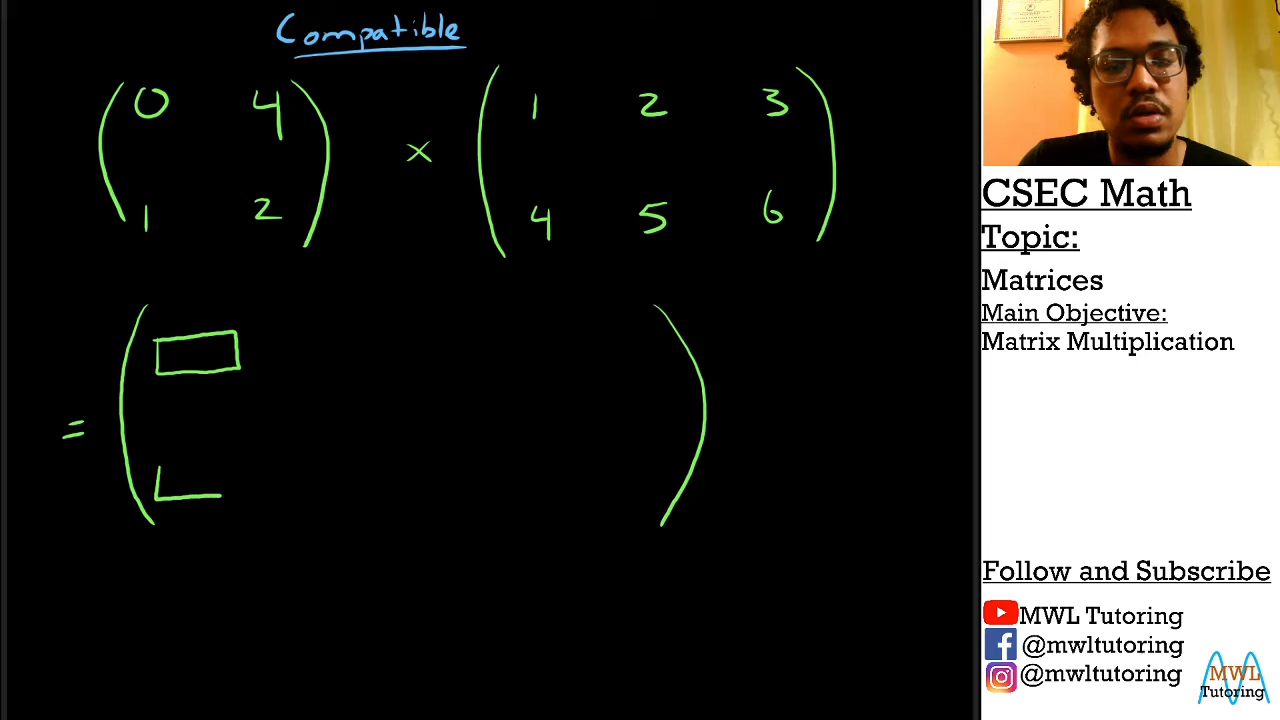 Compatible
0 4
1 2
×
1 2 3
4 5 6
=
CSEC Math
Topic:
Matrices
Main Objective:
Matrix Multiplication
Follow and Subscribe
MWL Tutoring
@mwltutoring
@mwltutoring
MWL
Tutoring